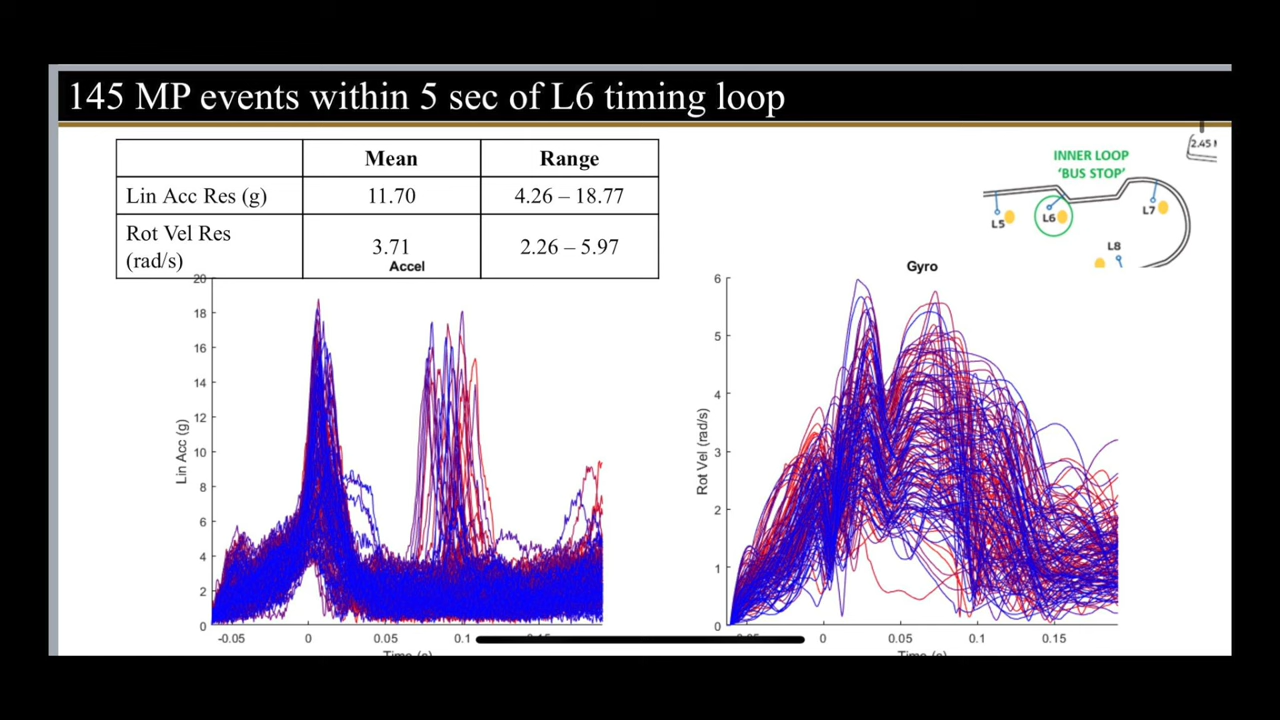 145 MP events within 5 sec of L6 timing loop
Mean
Range
Lin Acc Res (g)
11.70
4.26 – 18.77
Rot Vel Res
(rad/s)
3.71
2.26 – 5.97
INNER LOOP
'BUS STOP'
L5
L6
L7
L8
2.45
Accel
Lin Acc (g)
20
18
16
14
12
10
8
6
4
2
0
-0.05
0
0.05
0.1
Time (s)
Gyro
Rot Vel (rad/s)
6
5
4
3
2
1
0
0
0.05
0.1
0.15
Time (s)